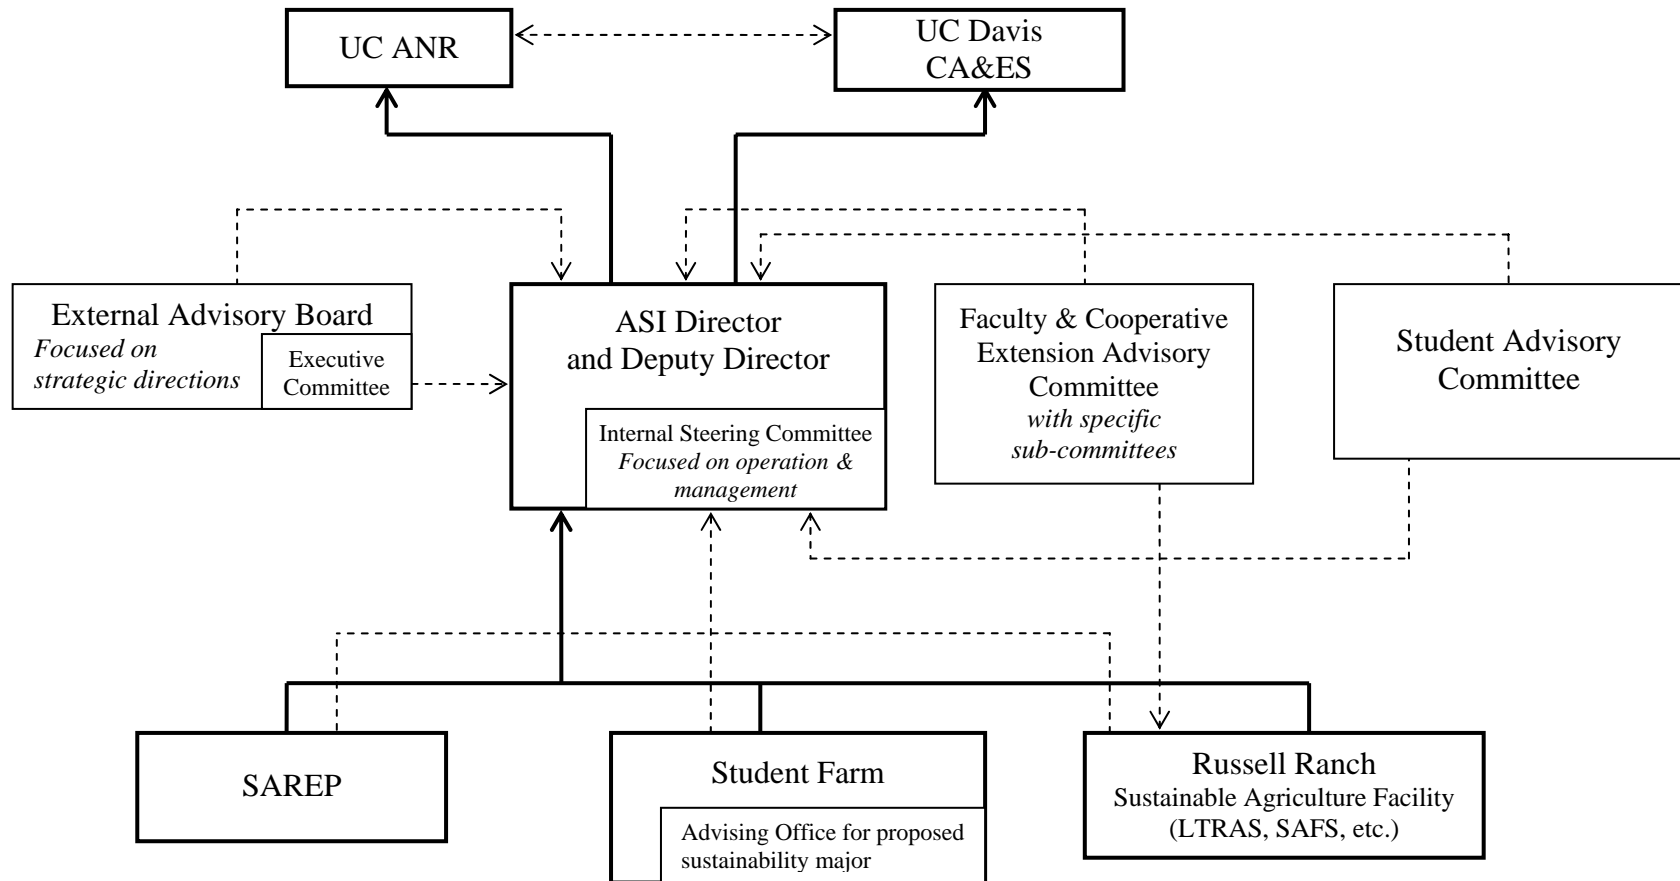 UC ANR
UC Davis
CA&ES
External Advisory Board
Focused on
strategic directions
Executive
Committee
ASI Director
and Deputy Director
Internal Steering Committee
Focused on operation &
management
Faculty & Cooperative
Extension Advisory
Committee
with specific
sub-committees
Student Advisory
Committee
SAREP
Student Farm
Advising Office for proposed
sustainability major
Russell Ranch
Sustainable Agriculture Facility
(LTRAS, SAFS, etc.)